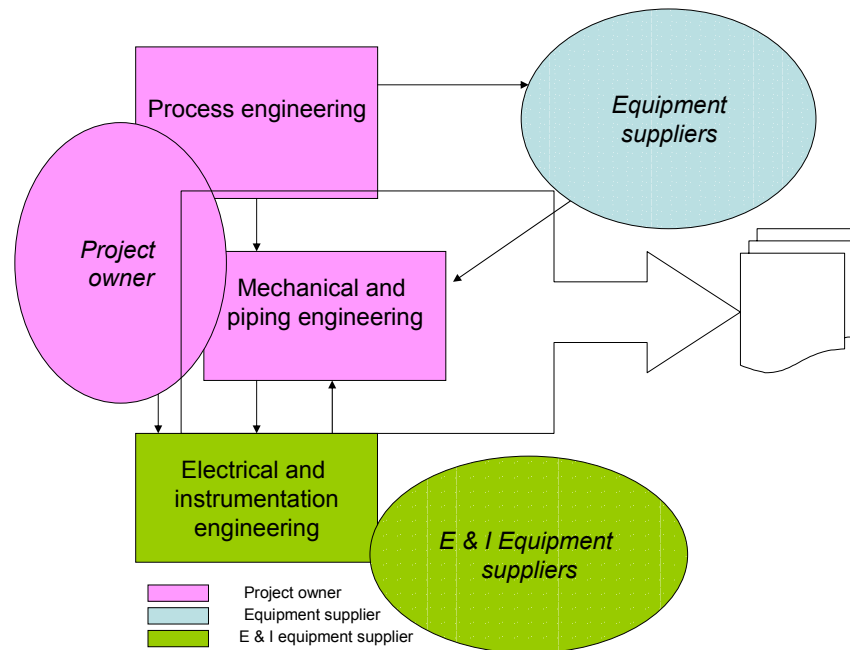 Process engineering
Equipment
suppliers
Project
owner
Mechanical and
piping engineering
Electrical and
instrumentation
engineering
E & I Equipment
suppliers
Project owner
Equipment supplier
E & I equipment supplier